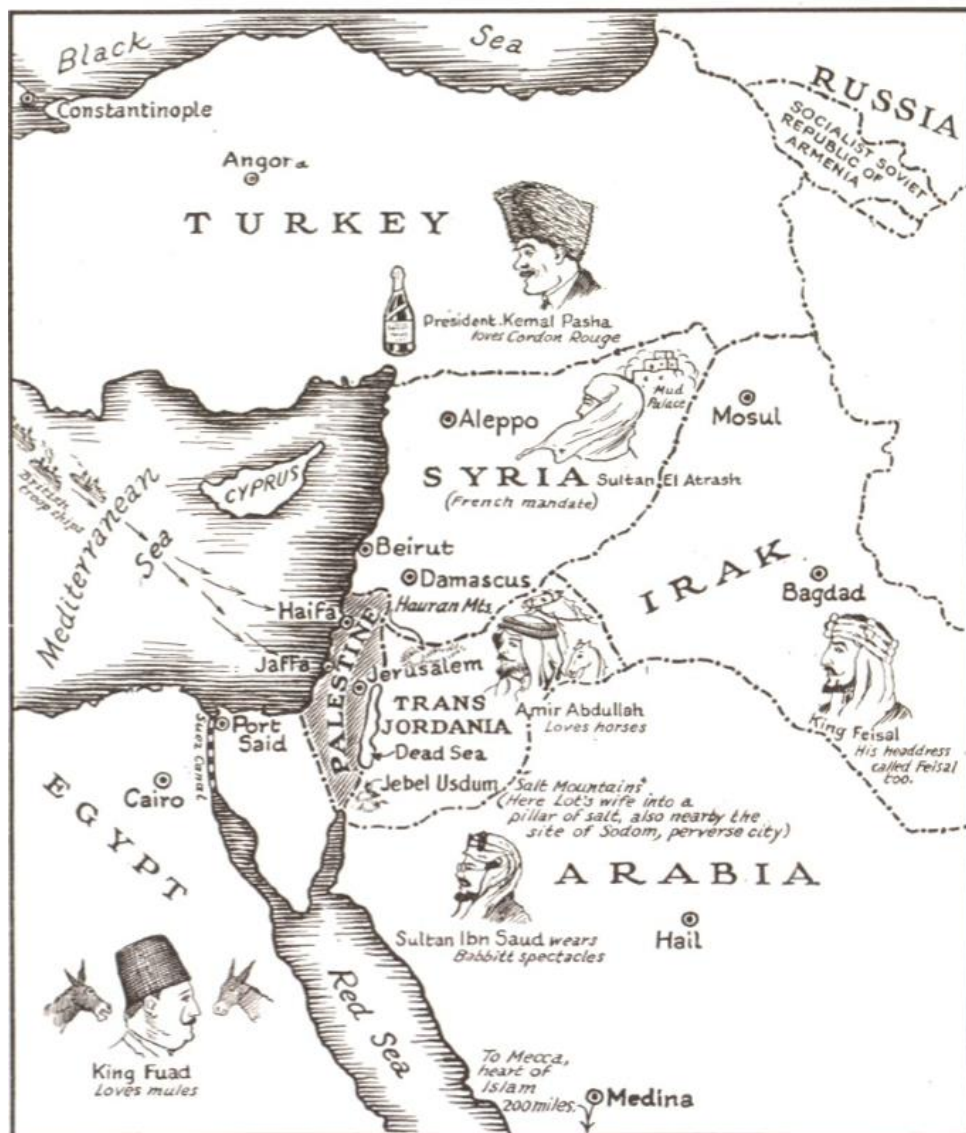 Black Sea
Constantinople
RUSSIA
SOCIALIST SOVIET
REPUBLIC OF
ARMENIA
Angora
TURKEY
President Kemal Pasha
loves Cordon Rouge
Mud
Palace
Aleppo
Mosul
SYRIA
Sultan El Atrash
(French mandate)
CYPRUS
British
troop ships
Mediterranean
Sea
Beirut
Damascus
Hauran Mts.
IRAK
Bagdad
Haifa
Jaffa
Jerusalem
PALESTINE
TRANS
JORDANIA
Amir Abdullah
Loves horses
King Feisal
His headdress
called Feisal
too.
Dead Sea
Port
Said
Suez Canal
Jebel Usdum
"Salt Mountains"
(Here Lot's wife into a
pillar of salt, also nearby the
site of Sodom, perverse city)
Cairo
EGYPT
ARABIA
Sultan Ibn Saud wears
Babbitt spectacles
Hail
Red Sea
King Fuad
Loves mules
To Mecca,
heart of
Islam
200 miles.
Medina